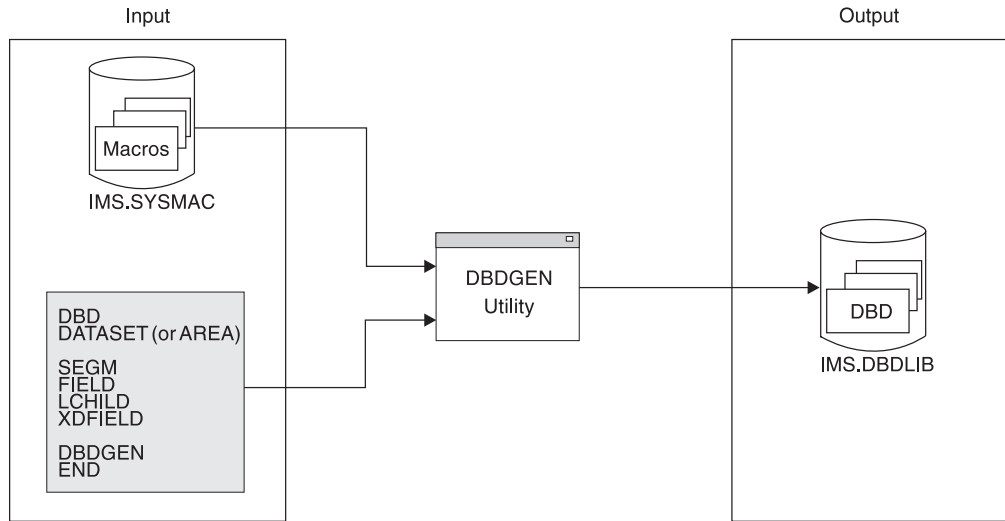 Input
Output
Macros
IMS.SYSMAC
DBDGEN
Utility
DBD
IMS.DBDLIB
DBD
DATASET (or AREA)
SEGM
FIELD
LCHILD
XDFIELD
DBDGEN
END